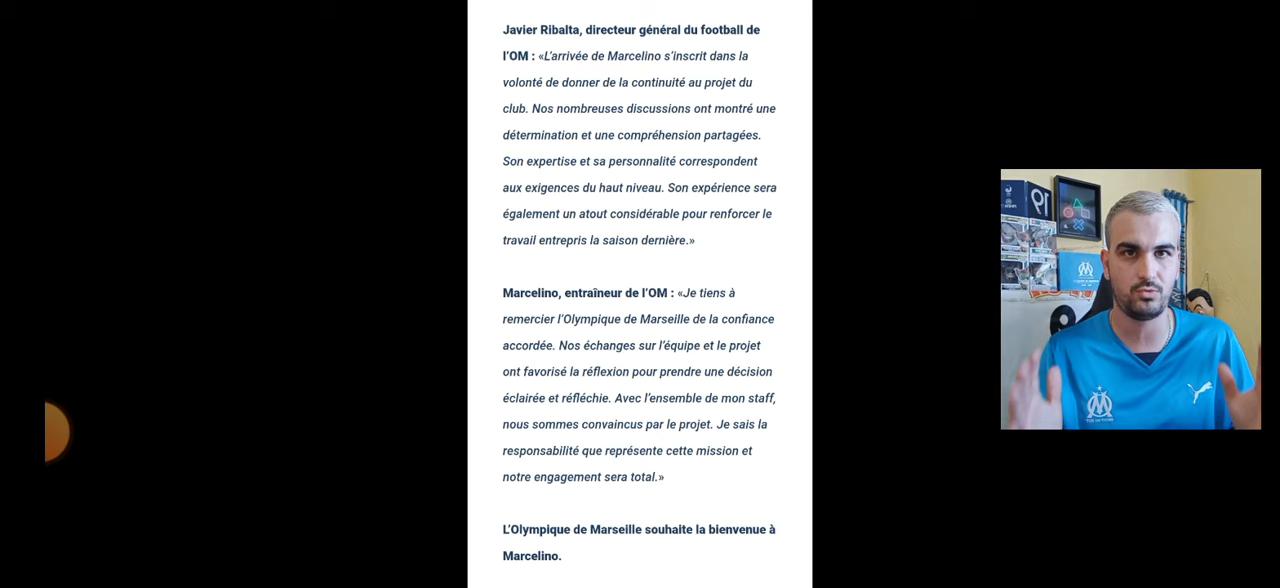 Javier Ribalta, directeur général du football de
l'OM : «L'arrivée de Marcelino s'inscrit dans la
volonté de donner de la continuité au projet du
club. Nos nombreuses discussions ont montré une
détermination et une compréhension partagées.
Son expertise et sa personnalité correspondent
aux exigences du haut niveau. Son expérience sera
également un atout considérable pour renforcer le
travail entrepris la saison dernière.»
Marcelino, entraîneur de l'OM : «Je tiens à
remercier l'Olympique de Marseille de la confiance
accordée. Nos échanges sur l'équipe et le projet
ont favorisé la réflexion pour prendre une décision
éclairée et réfléchie. Avec l'ensemble de mon staff,
nous sommes convaincus par le projet. Je sais la
responsabilité que représente cette mission et
notre engagement sera total.»
L'Olympique de Marseille souhaite la bienvenue à
Marcelino.